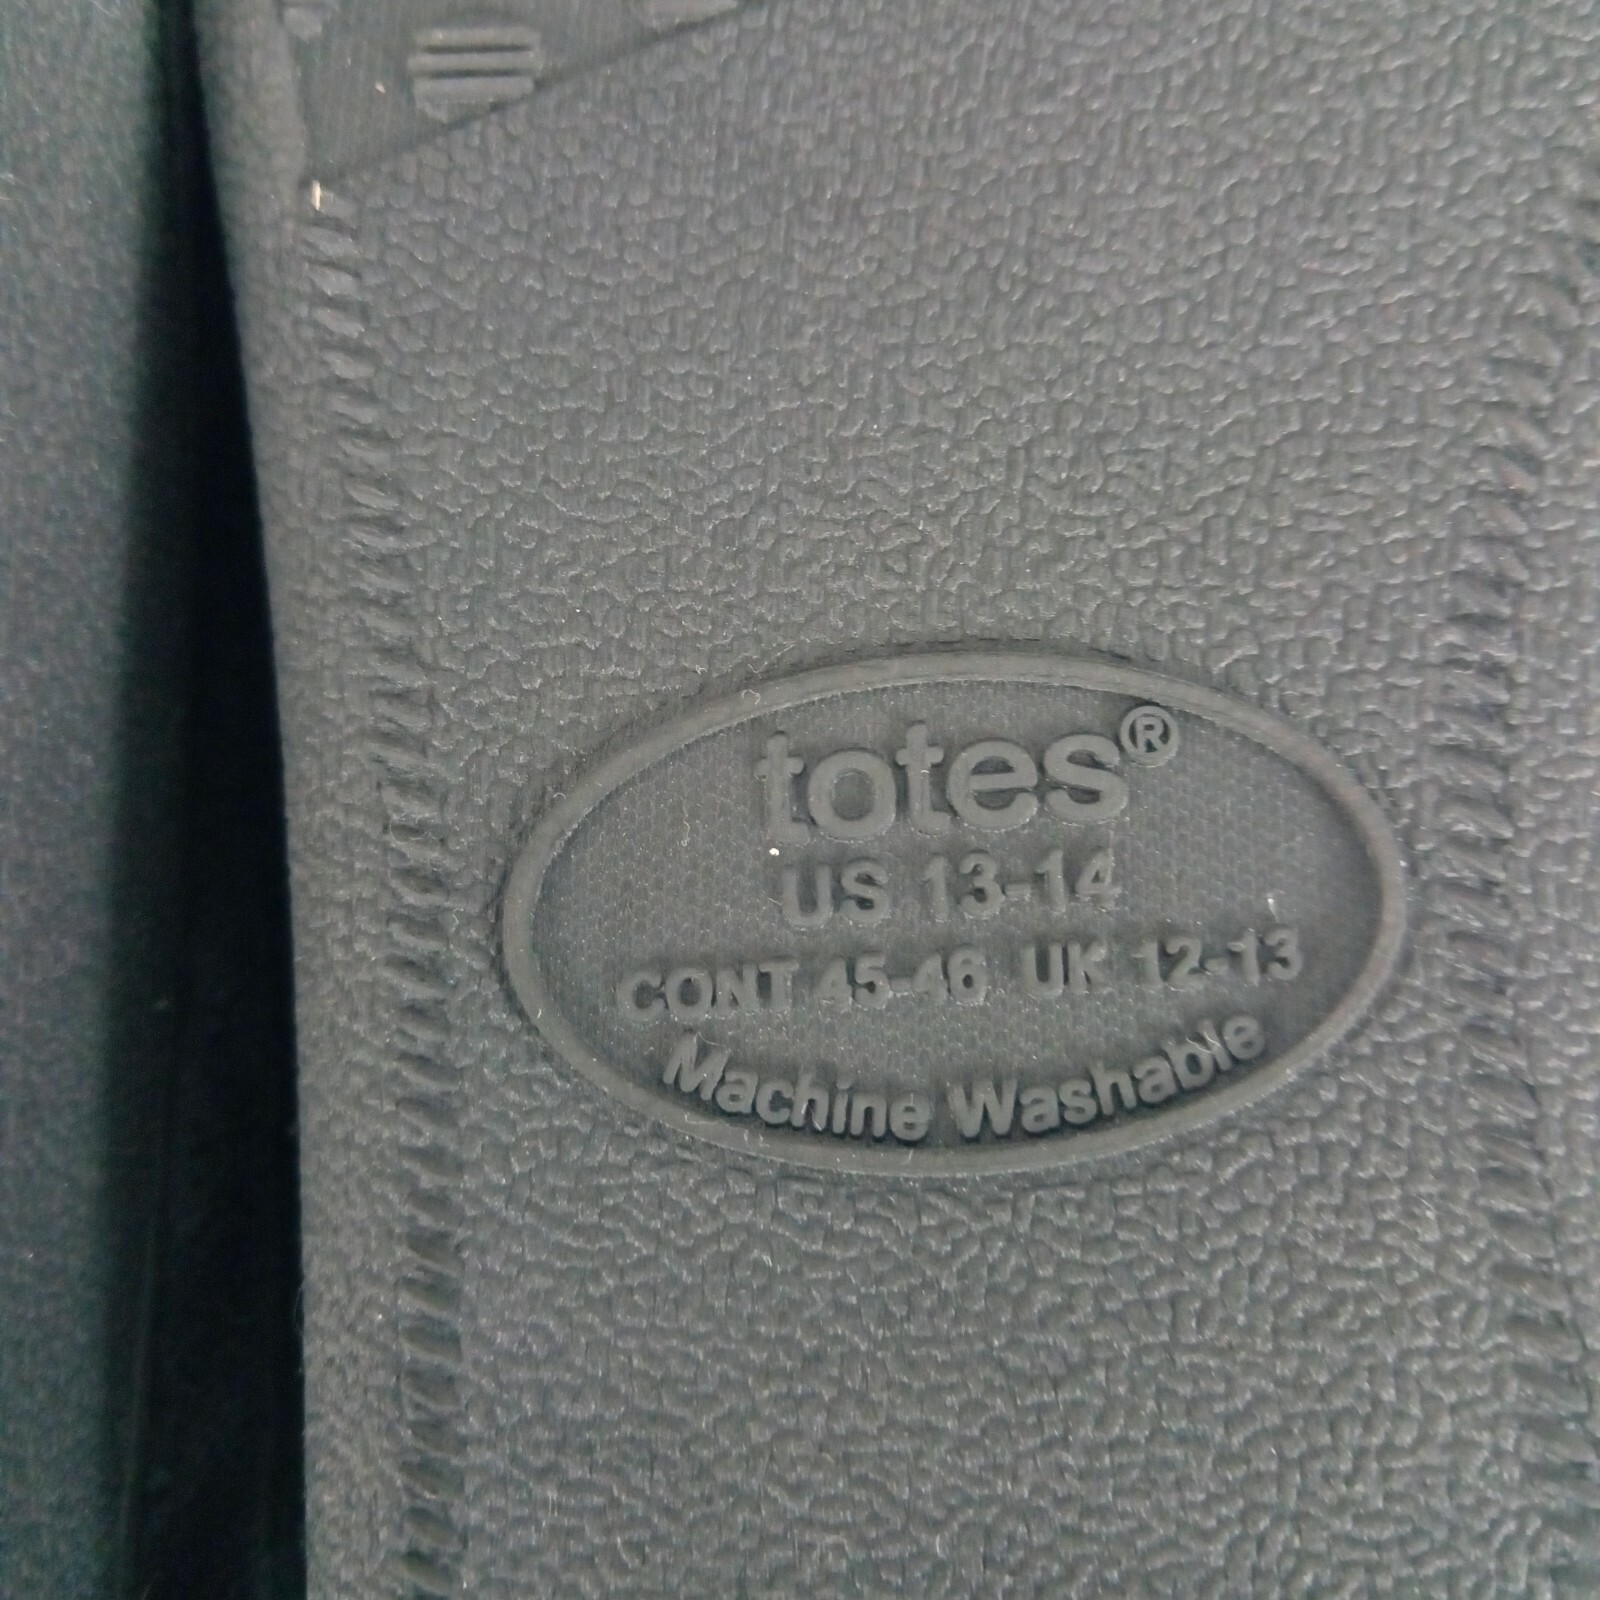 totes®
US 13-14
CONT 45-46 UK 12-13
Machine Washable